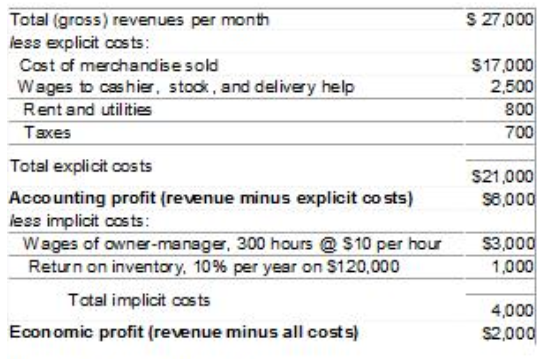 Total (gross) revenues per month $ 27,000
less explicit costs:
Cost of merchandise sold $17,000
Wages to cashier, stock, and delivery help 2,500
Rent and utilities 800
Taxes 700
Total explicit costs $21,000
Accounting profit (revenue minus explicit costs) $6,000
less implicit costs:
Wages of owner-manager, 300 hours @ $10 per hour $3,000
Return on inventory, 10% per year on $120,000 1,000
Total implicit costs 4,000
Economic profit (revenue minus all costs) $2,000